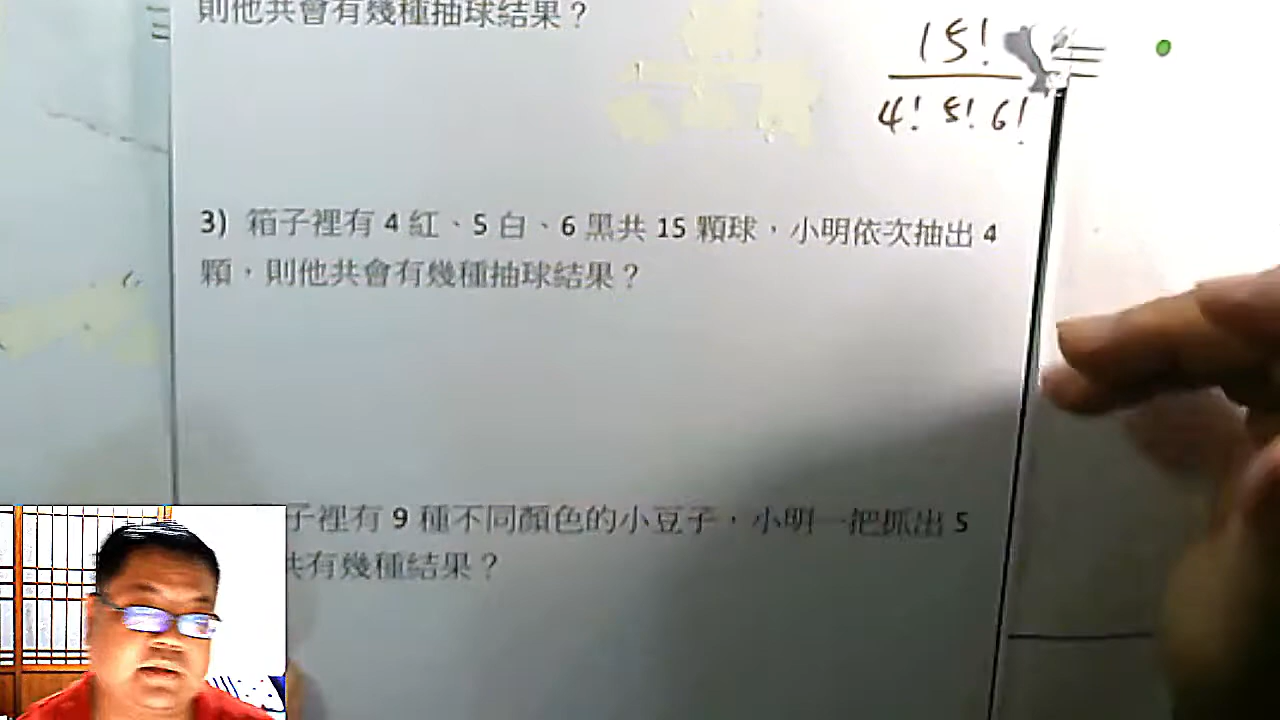 則他共會有幾種抽球結果？
15!
4! 5! 6!
3) 箱子裡有 4 紅、5 白、6 黑共 15 顆球，小明依次抽出 4
顆，則他共會有幾種抽球結果？
子裡有 9 種不同顏色的小豆子，小明一把抓出 5
共有幾種結果？